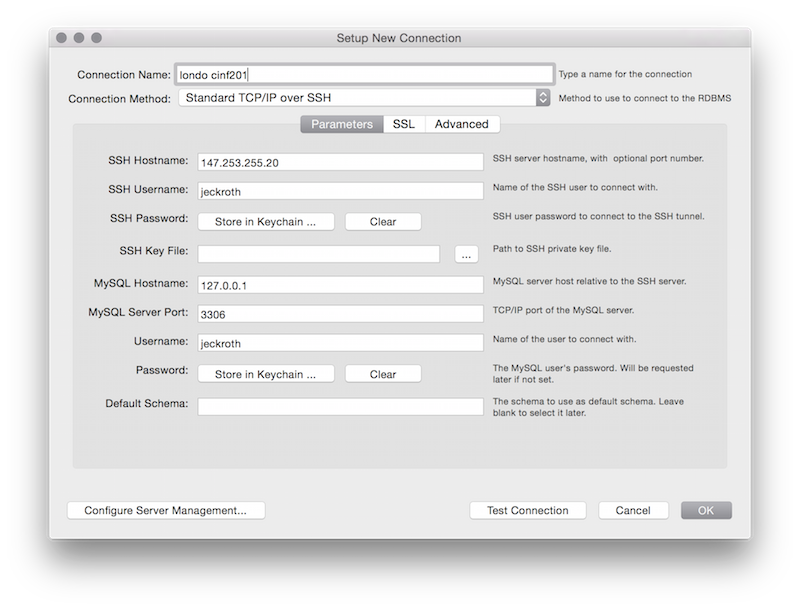 Setup New Connection
Connection Name: londo cinf201 Type a name for the connection
Connection Method: Standard TCP/IP over SSH Method to use to connect to the RDBMS
Parameters SSL Advanced
SSH Hostname: 147.253.255.20 SSH server hostname, with optional port number.
SSH Username: jeckroth Name of the SSH user to connect with.
SSH Password: Store in Keychain ... Clear SSH user password to connect to the SSH tunnel.
SSH Key File: ... Path to SSH private key file.
MySQL Hostname: 127.0.0.1 MySQL server host relative to the SSH server.
MySQL Server Port: 3306 TCP/IP port of the MySQL server.
Username: jeckroth Name of the user to connect with.
Password: Store in Keychain ... Clear The MySQL user's password. Will be requested
later if not set.
Default Schema: The schema to use as default schema. Leave
blank to select it later.
Configure Server Management... Test Connection Cancel OK